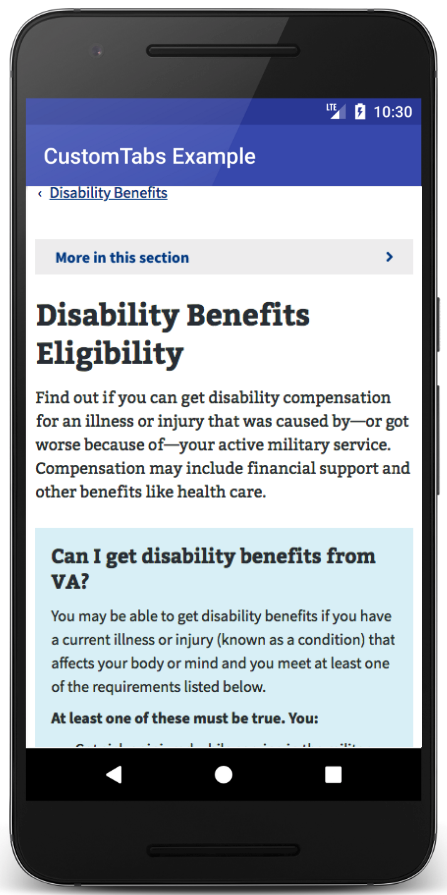 LTE 10:30
CustomTabs Example
‹ Disability Benefits
More in this section
Disability Benefits
Eligibility
Find out if you can get disability compensation
for an illness or injury that was caused by—or got
worse because of—your active military service.
Compensation may include financial support and
other benefits like health care.
Can I get disability benefits from
VA?
You may be able to get disability benefits if you have
a current illness or injury (known as a condition) that
affects your body or mind and you meet at least one
of the requirements listed below.
At least one of these must be true. You: